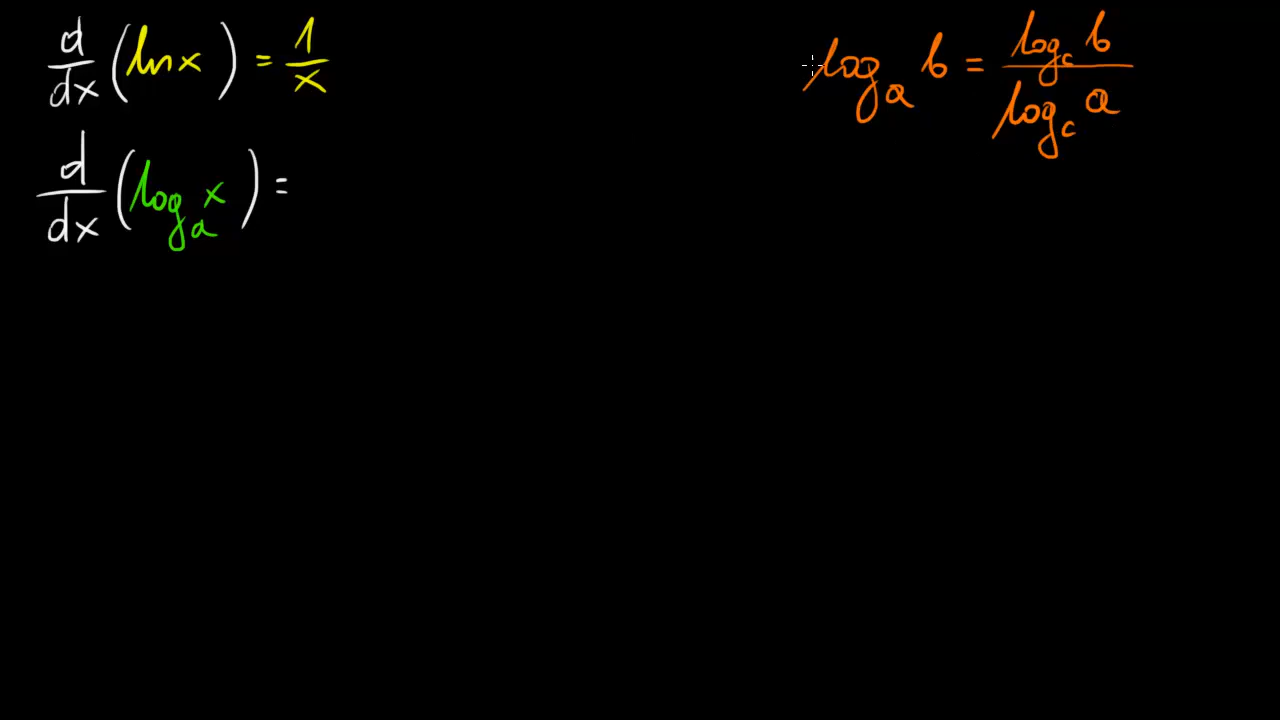 d/dx (ln x) = 1/x
log_a b = log_c b / log_c a
d/dx (log_a x) =